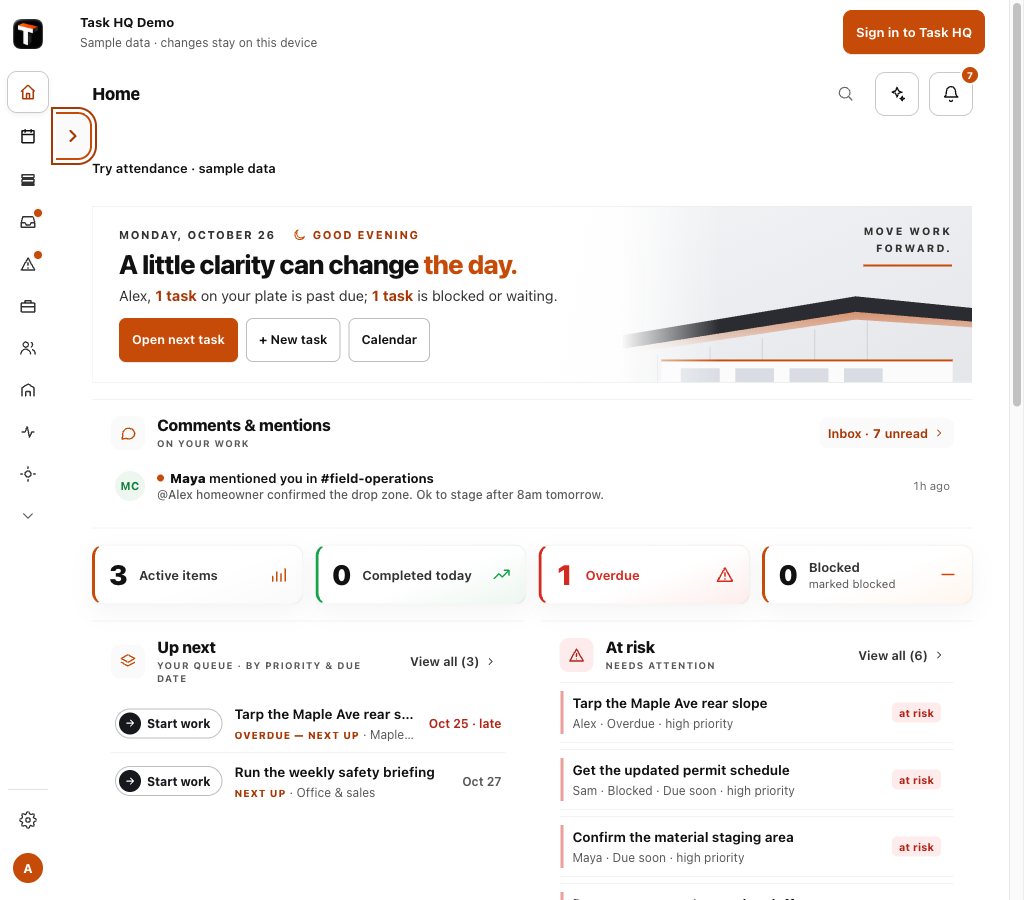 Task HQ Demo
Sample data · changes stay on this device
Sign in to Task HQ
Home
7
Try attendance · sample data
MONDAY, OCTOBER 26
GOOD EVENING
A little clarity can change the day.
Alex, 1 task on your plate is past due; 1 task is blocked or waiting.
Open next task
+ New task
Calendar
MOVE WORK
FORWARD.
Comments & mentions
ON YOUR WORK
Inbox · 7 unread
MC
Maya mentioned you in #field-operations
@Alex homeowner confirmed the drop zone. Ok to stage after 8am tomorrow.
1h ago
3 Active items
0 Completed today
1 Overdue
0 Blocked
marked blocked
Up next
YOUR QUEUE · BY PRIORITY & DUE
DATE
View all (3)
Start work
Tarp the Maple Ave rear s...
OVERDUE — NEXT UP · Maple...
Oct 25 · late
Start work
Run the weekly safety briefing
NEXT UP · Office & sales
Oct 27
At risk
NEEDS ATTENTION
View all (6)
Tarp the Maple Ave rear slope
Alex · Overdue · high priority
at risk
Get the updated permit schedule
Sam · Blocked · Due soon · high priority
at risk
Confirm the material staging area
Maya · Due soon · high priority
at risk
A